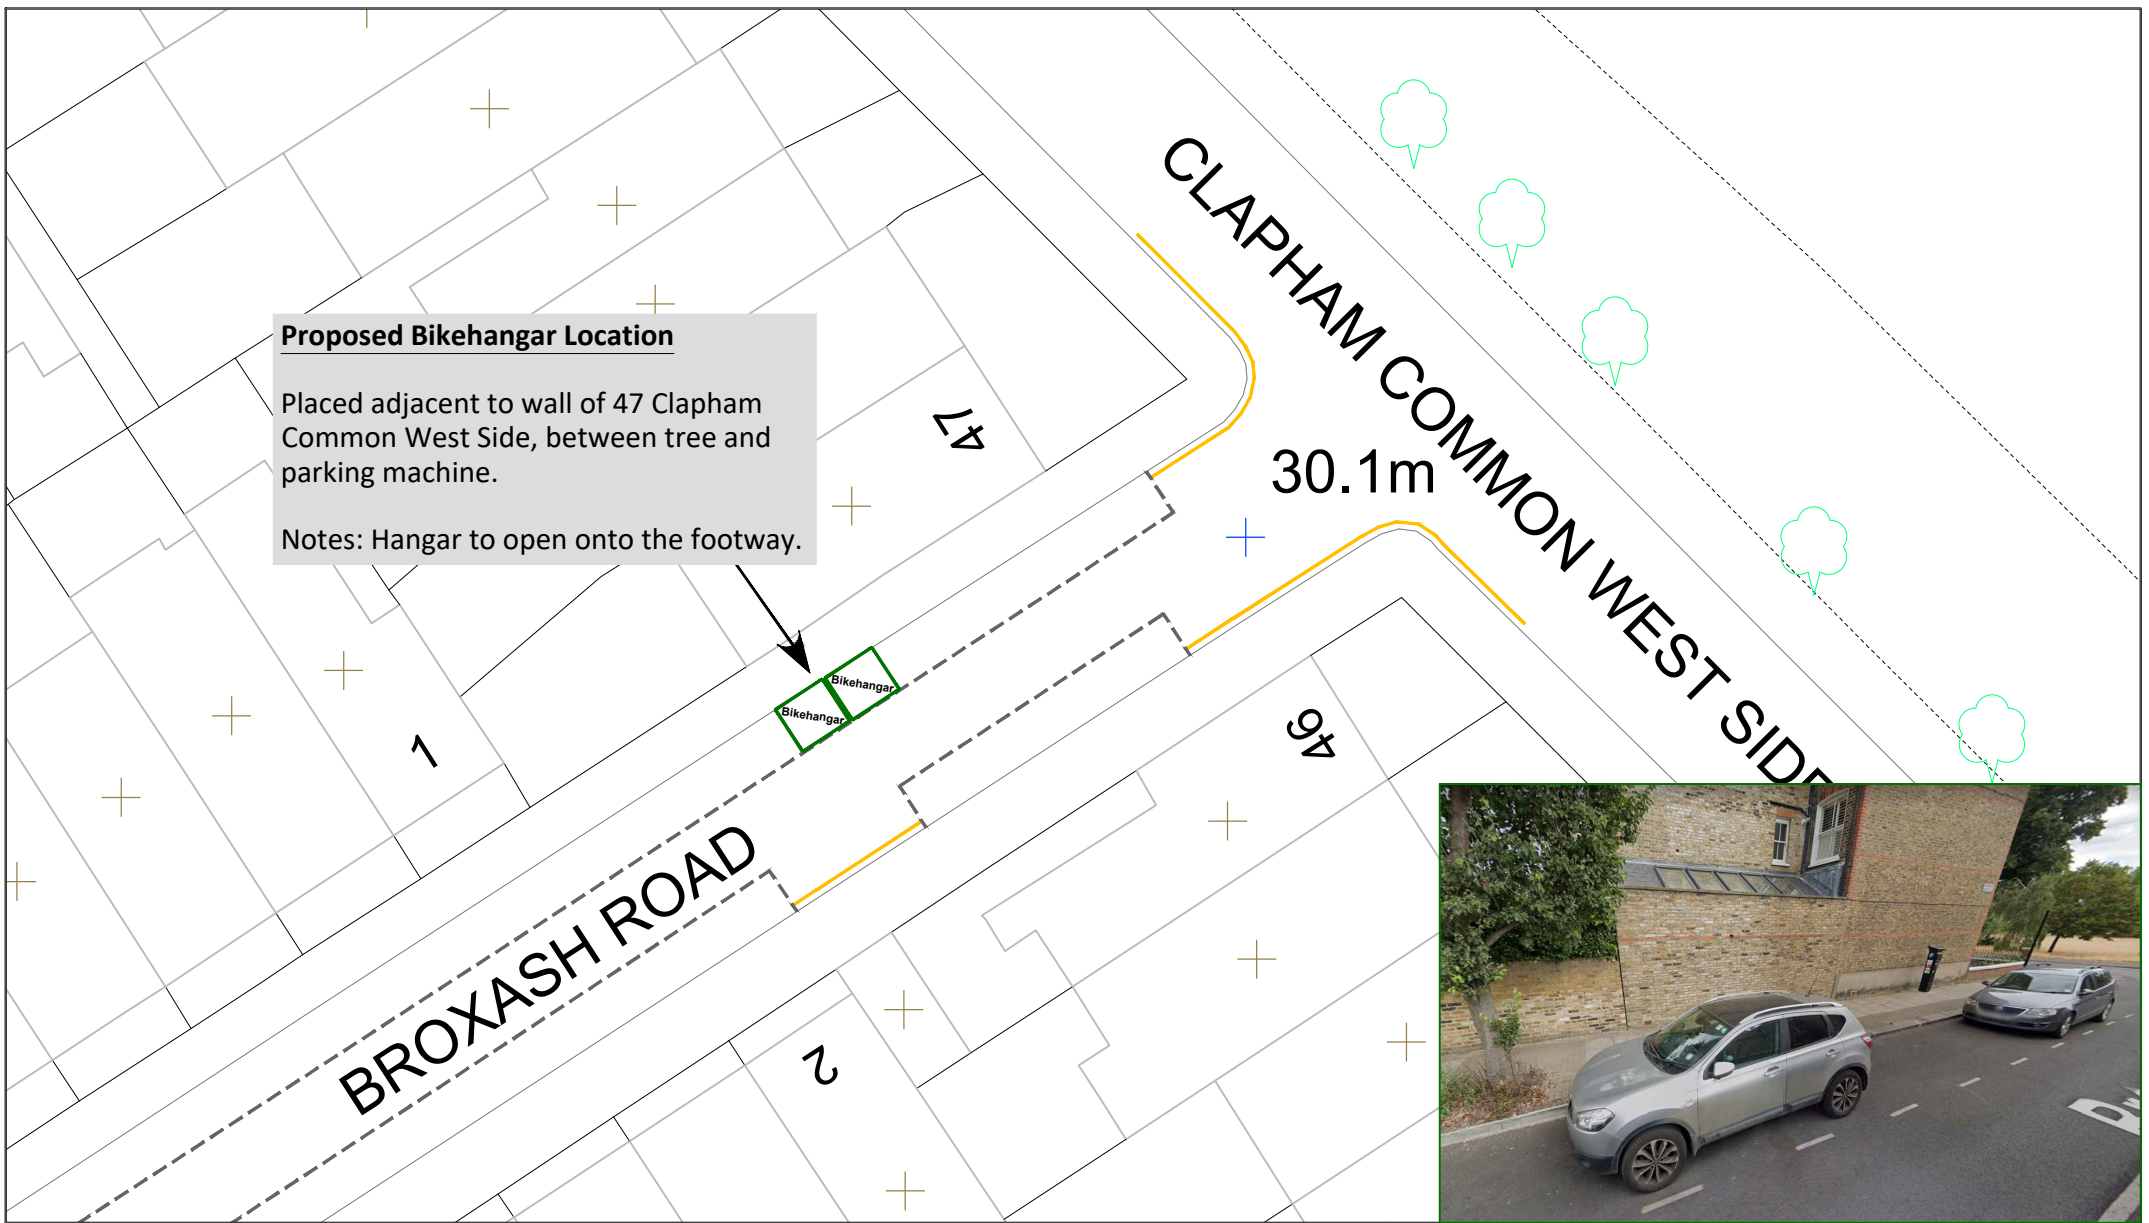 Proposed Bikehangar Location
Placed adjacent to wall of 47 Clapham
Common West Side, between tree and
parking machine.
Notes: Hangar to open onto the footway.
CLAPHAM COMMON WEST SIDE
47
30.1m
Bikehangar
Bikehangar
46
1
BROXASH ROAD
2